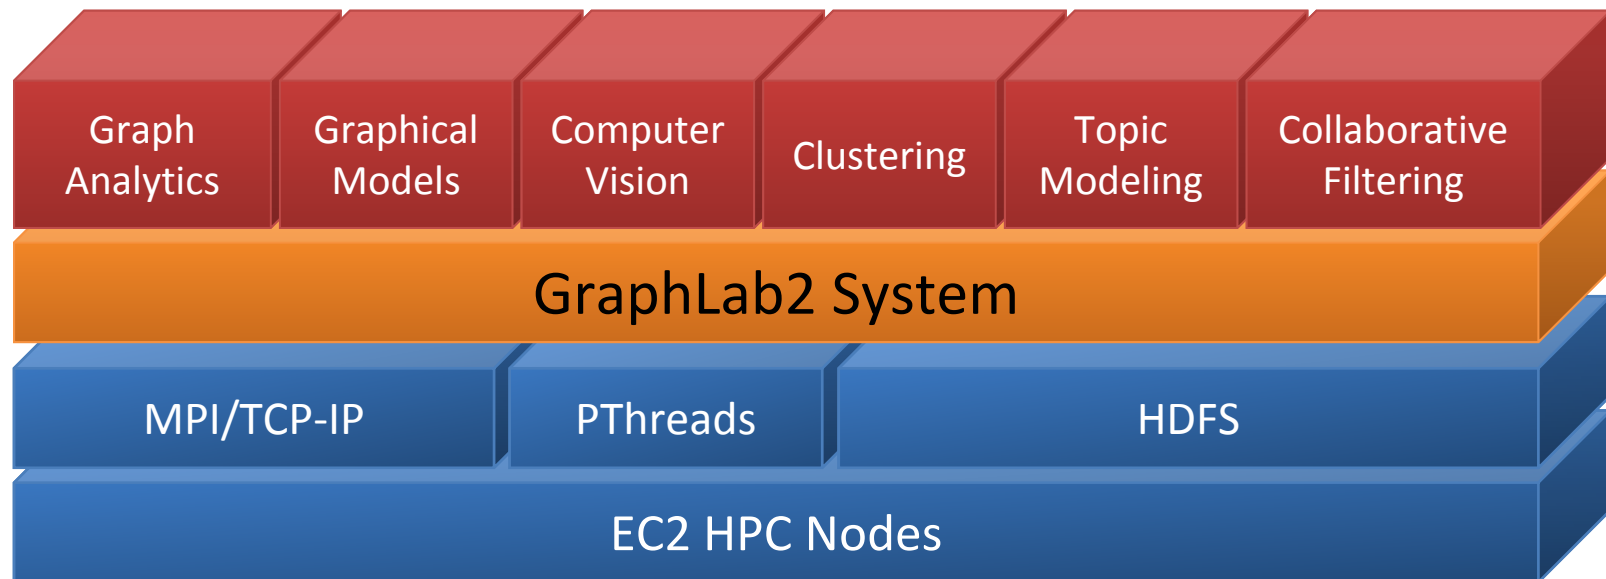 Graph
Analytics
Graphical
Models
Computer
Vision
Clustering
Topic
Modeling
Collaborative
Filtering
GraphLab2 System
MPI/TCP-IP
PThreads
HDFS
EC2 HPC Nodes